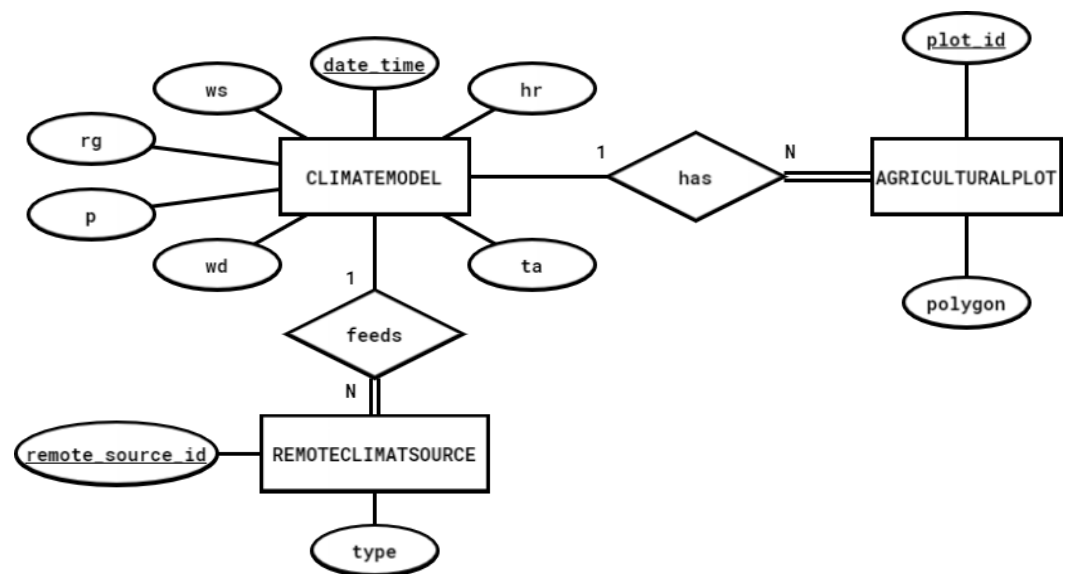 plot_id
date_time
ws
hr
rg
1
N
CLIMATEMODEL
has
AGRICULTURALPLOT
p
wd
ta
1
polygon
feeds
N
remote_source_id
REMOTECLIMATSOURCE
type